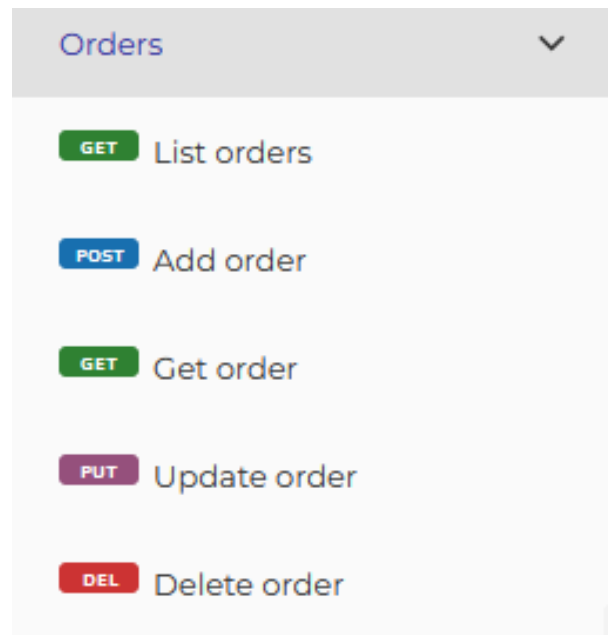 Orders
GET List orders
POST Add order
GET Get order
PUT Update order
DEL Delete order